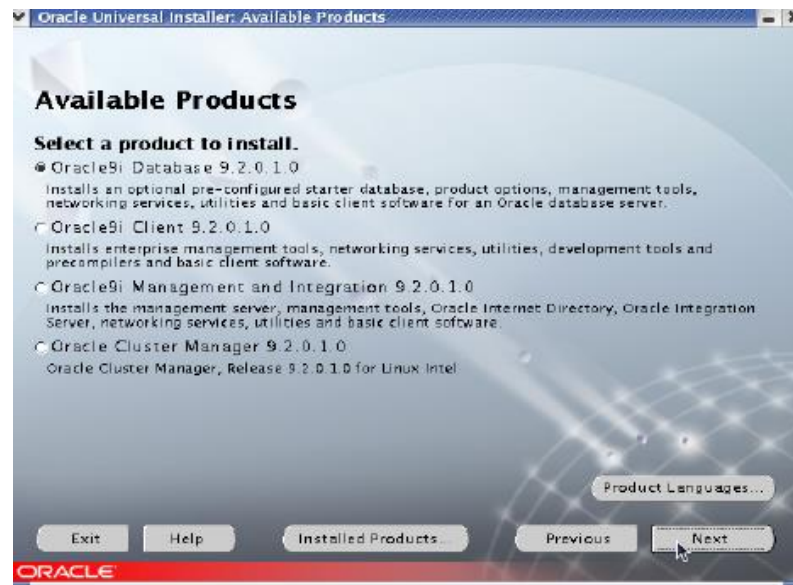 Oracle Universal Installer: Available Products
Available Products
Select a product to install.
Oracle9i Database 9.2.0.1.0
Installs an optional pre-configured starter database, product options, management tools,
networking services, utilities and basic client software for an Oracle database server.
Oracle9i Client 9.2.0.1.0
Installs enterprise management tools, networking services, utilities, development tools and
precompilers and basic client software.
Oracle9i Management and Integration 9.2.0.1.0
Installs the management server, management tools, Oracle Internet Directory, Oracle Integration
Server, networking services, utilities and basic client software.
Oracle Cluster Manager 9.2.0.1.0
Oracle Cluster Manager, Release 9.2.0.1.0 for Linux Intel
Product Languages...
Exit Help Installed Products... Previous Next
ORACLE